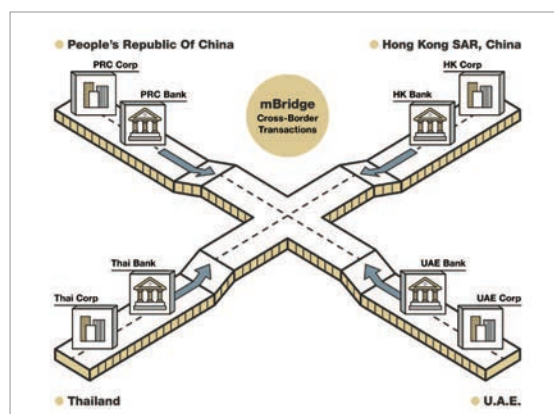 People's Republic Of China
Hong Kong SAR, China
PRC Corp
PRC Bank
mBridge
Cross-Border
Transactions
HK Corp
HK Bank
Thai Bank
Thai Corp
UAE Bank
UAE Corp
Thailand
U.A.E.